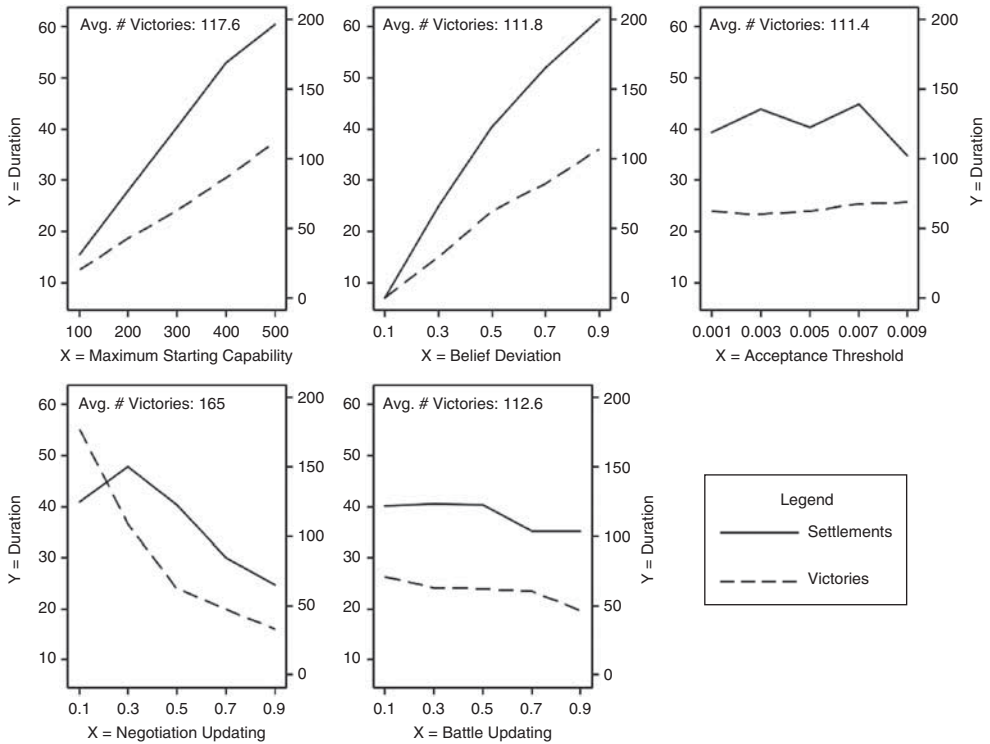 Avg. # Victories: 117.6
60
50
40
30
20
10
Y = Duration
200
150
100
50
0
100 200 300 400 500
X = Maximum Starting Capability
Avg. # Victories: 111.8
60
50
40
30
20
10
200
150
100
50
0
0.1 0.3 0.5 0.7 0.9
X = Belief Deviation
Avg. # Victories: 111.4
60
50
40
30
20
10
200
150
100
50
0
Y = Duration
0.001 0.003 0.005 0.007 0.009
X = Acceptance Threshold
Avg. # Victories: 165
60
50
40
30
20
10
Y = Duration
200
150
100
50
0
0.1 0.3 0.5 0.7 0.9
X = Negotiation Updating
Avg. # Victories: 112.6
60
50
40
30
20
10
200
150
100
50
0
Y = Duration
0.1 0.3 0.5 0.7 0.9
X = Battle Updating
Legend
Settlements
Victories